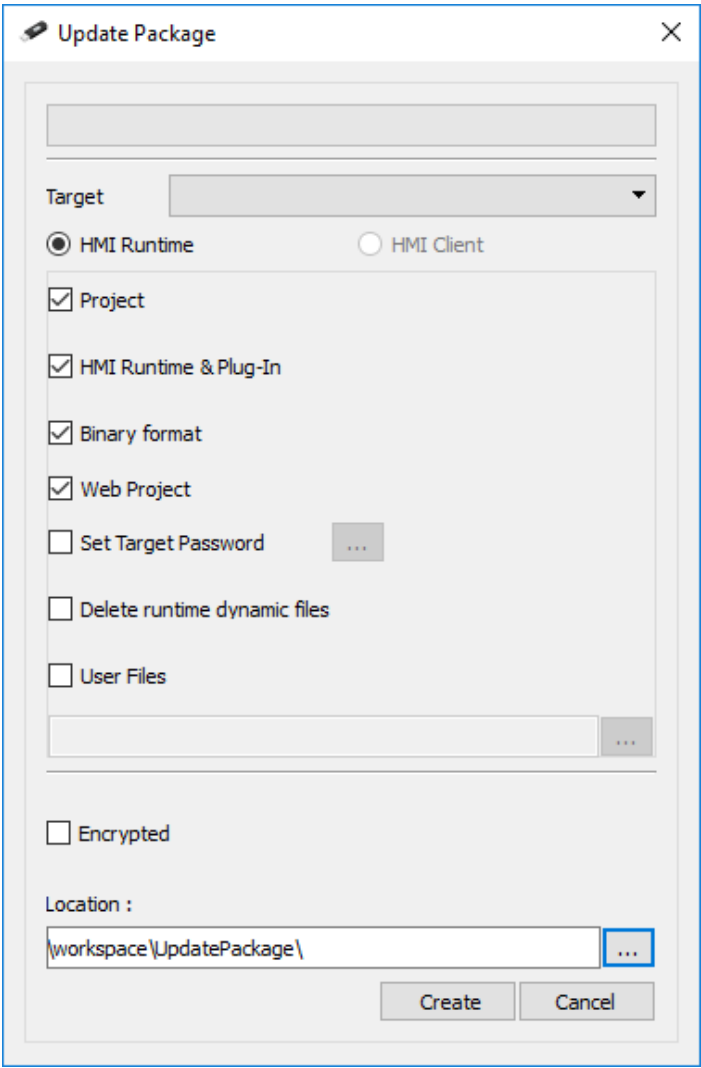 Update Package
Target
HMI Runtime HMI Client
Project
HMI Runtime & Plug-In
Binary format
Web Project
Set Target Password ...
Delete runtime dynamic files
User Files
...
Encrypted
Location :
\workspace\UpdatePackage\ ...
Create Cancel